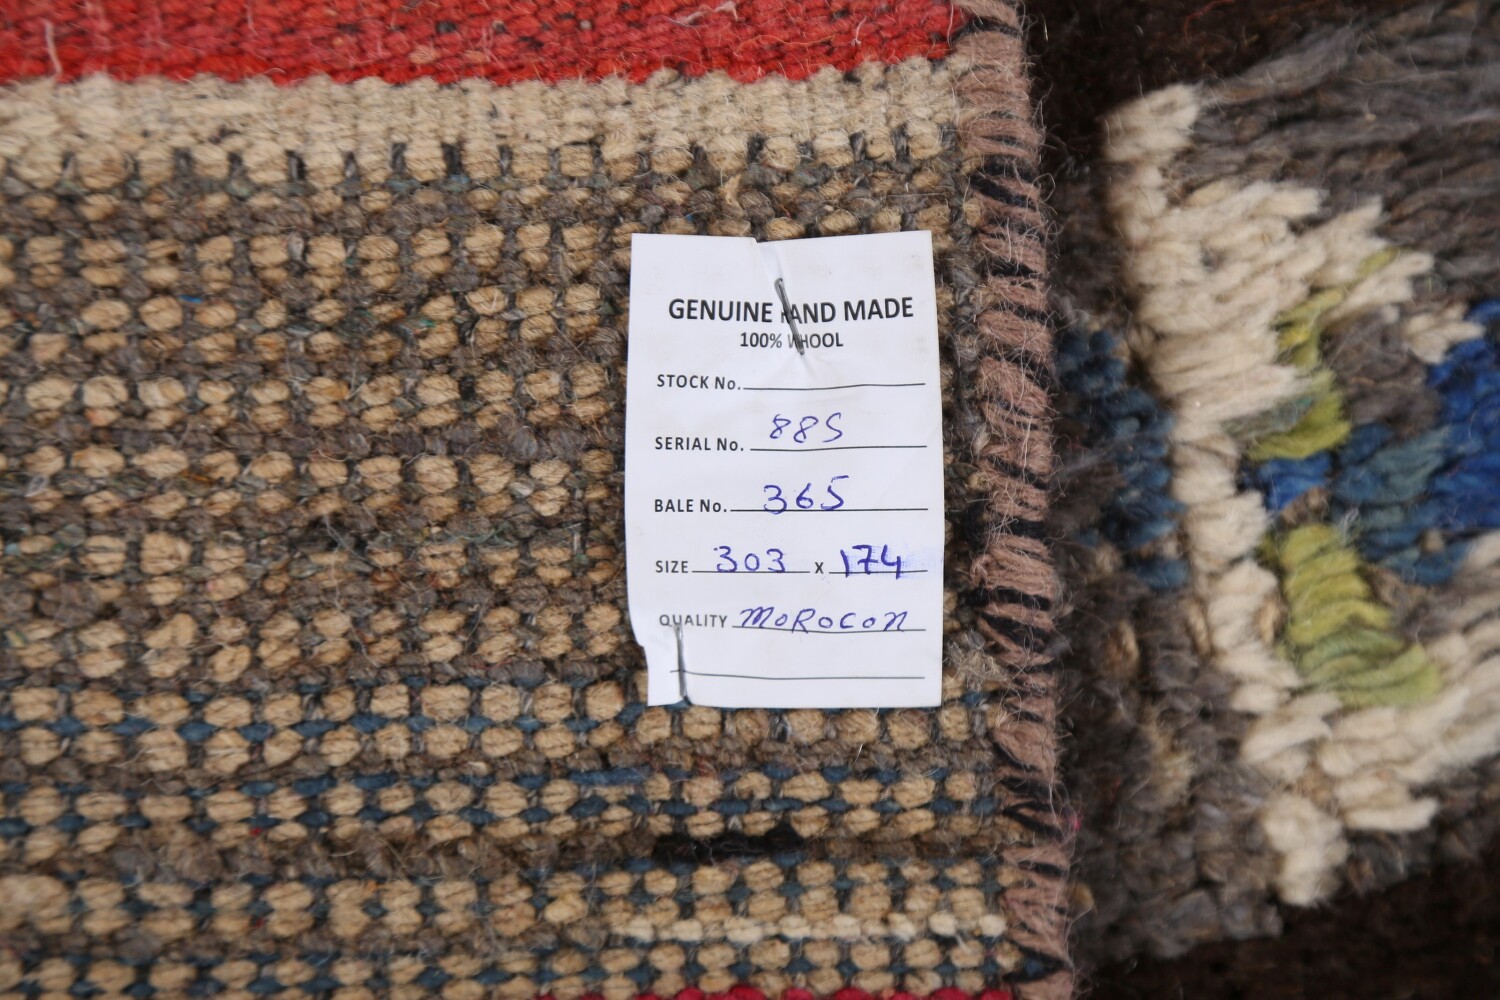 GENUINE HAND MADE
100% WHOOL
STOCK No.
SERIAL No. 885
BALE No. 365
SIZE 303 x 174
QUALITY MOROCON